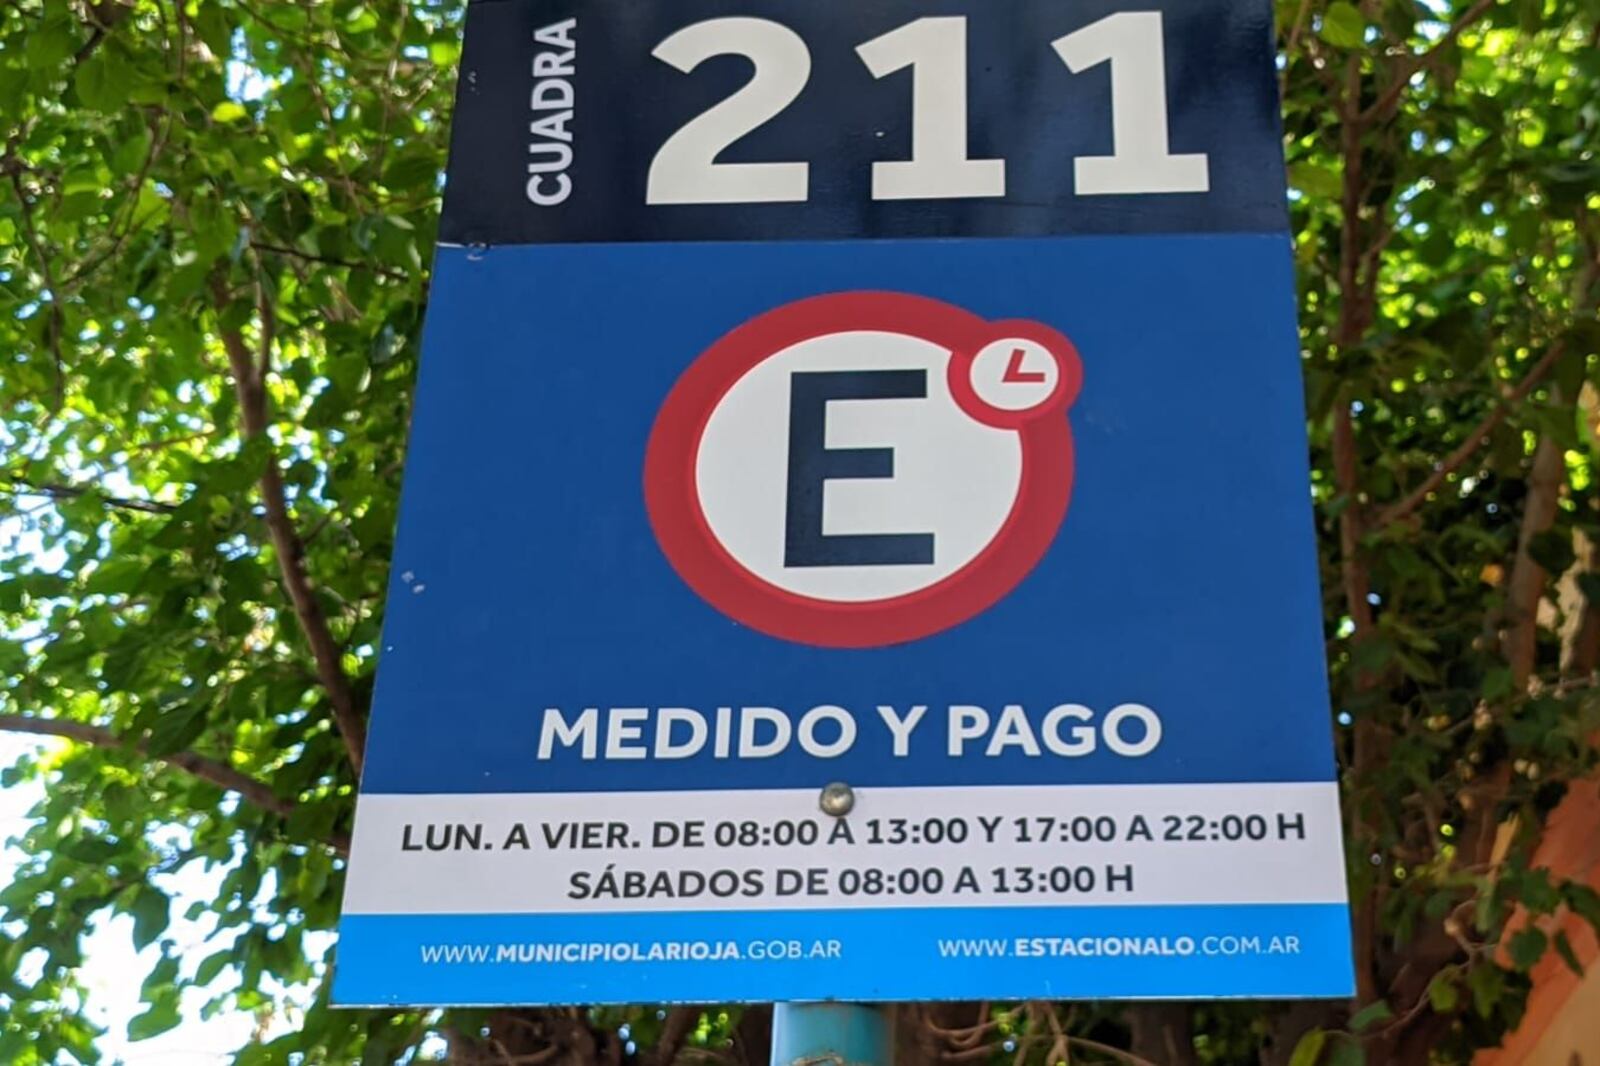 CUADRA 211
E
MEDIDO Y PAGO
LUN. A VIER. DE 08:00 A 13:00 Y 17:00 A 22:00 H
SÁBADOS DE 08:00 A 13:00 H
WWW.MUNICIPIOLARIOJA.GOB.AR WWW.ESTACIONALO.COM.AR